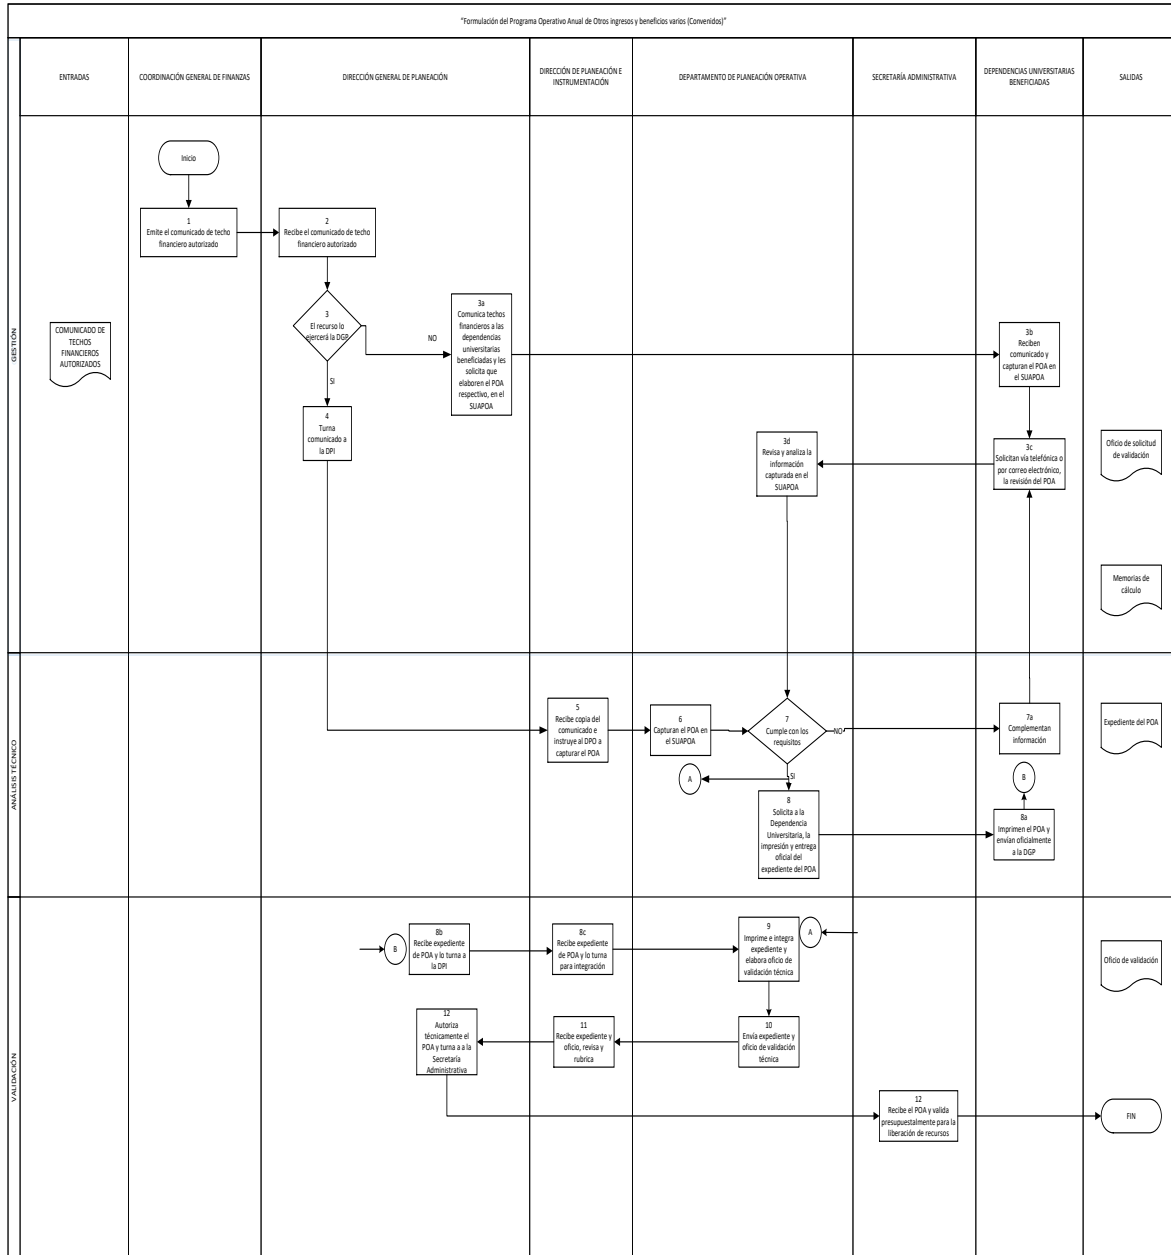 "Formulación del Programa Operativo Anual de Otros ingresos y beneficios varios (Convenidos)"
ENTRADAS
COORDINACIÓN GENERAL DE FINANZAS
DIRECCIÓN GENERAL DE PLANEACIÓN
DIRECCIÓN DE PLANEACIÓN E
INSTRUMENTACIÓN
DEPARTAMENTO DE PLANEACIÓN OPERATIVA
SECRETARÍA ADMINISTRATIVA
DEPENDENCIAS UNIVERSITARIAS
BENEFICIADAS
SALIDAS
GESTIÓN
Inicio
1
Emite el comunicado de techo
financiero autorizado
2
Recibe el comunicado de techo
financiero autorizado
COMUNICADO DE
TECHOS
FINANCIEROS
AUTORIZADOS
3
El recurso lo
ejercerá la DGP
NO
SI
3a
Comunica techos
financieros a las
dependencias
universitarias
beneficiadas y les
solicita que
elaboren el POA
respectivo, en el
SUAPOA
3b
Reciben
comunicado y
capturan el POA en
el SUAPOA
4
Turna
comunicado a
la DPI
3d
Revisa y analiza la
información
capturada en el
SUAPOA
3c
Solicitan vía telefónica o
por correo electrónico,
la revisión del POA
Oficio de solicitud
de validación
Memorias de
cálculo
ANÁLISIS TÉCNICO
5
Recibe copia del
comunicado e
instruye al DPO a
capturar el POA
6
Capturan el POA en
el SUAPOA
7
Cumple con los
requisitos
NO
SI
7a
Complementan
información
Expediente del POA
A
B
8
Solicita a la
Dependencia
Universitaria, la
impresión y entrega
oficial del
expediente del POA
8a
Imprimen el POA y
envían oficialmente
a la DGP
VALIDACIÓN
B
8b
Recibe expediente
de POA y lo turna a
la DPI
8c
Recibe expediente
de POA y lo turna
para integración
9
Imprime e integra
expediente y
elabora oficio de
validación técnica
A
Oficio de validación
12
Autoriza
técnicamente el
POA y turna a a la
Secretaría
Administrativa
11
Recibe expediente y
oficio, revisa y
rubrica
10
Envía expediente y
oficio de validación
técnica
12
Recibe el POA y valida
presupuestalmente para la
liberación de recursos
FIN